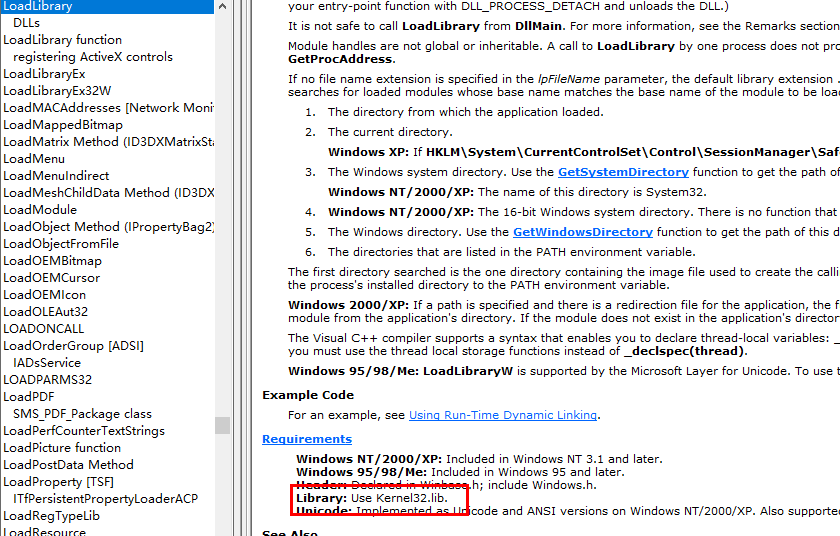 LoadLibrary
DLLs
LoadLibrary function
registering ActiveX controls
LoadLibraryEx
LoadLibraryEx32W
LoadMACAddresses [Network Moni
LoadMappedBitmap
LoadMatrix Method (ID3DXMatrixSta
LoadMenu
LoadMenuIndirect
LoadMeshChildData Method (ID3DX
LoadModule
LoadObject Method (IPropertyBag2)
LoadObjectFromFile
LoadOEMBitmap
LoadOEMCursor
LoadOEMIcon
LoadOLEAut32
LOADONCALL
LoadOrderGroup [ADSI]
IADsService
LOADPARMS32
LoadPDF
SMS_PDF_Package class
LoadPerfCounterTextStrings
LoadPicture function
LoadPostData Method
LoadProperty [TSF]
ITfPersistentPropertyLoaderACP
LoadRegTypeLib
LoadResource
your entry-point function with DLL_PROCESS_DETACH and unloads the DLL.)
It is not safe to call LoadLibrary from DllMain. For more information, see the Remarks section
Module handles are not global or inheritable. A call to LoadLibrary by one process does not pro
GetProcAddress.
If no file name extension is specified in the lpFileName parameter, the default library extension .
searches for loaded modules whose base name matches the base name of the module to be load
1. The directory from which the application loaded.
2. The current directory.
Windows XP: If HKLM\System\CurrentControlSet\Control\SessionManager\Saf
3. The Windows system directory. Use the GetSystemDirectory function to get the path of
Windows NT/2000/XP: The name of this directory is System32.
4. Windows NT/2000/XP: The 16-bit Windows system directory. There is no function that
5. The Windows directory. Use the GetWindowsDirectory function to get the path of this d
6. The directories that are listed in the PATH environment variable.
The first directory searched is the one directory containing the image file used to create the calli
the process's installed directory to the PATH environment variable.
Windows 2000/XP: If a path is specified and there is a redirection file for the application, the f
module from the application's directory. If the module does not exist in the application's director
The Visual C++ compiler supports a syntax that enables you to declare thread-local variables: _
you must use the thread local storage functions instead of _declspec(thread).
Windows 95/98/Me: LoadLibraryW is supported by the Microsoft Layer for Unicode. To use t
Example Code
For an example, see Using Run-Time Dynamic Linking.
Requirements
Windows NT/2000/XP: Included in Windows NT 3.1 and later.
Windows 95/98/Me: Included in Windows 95 and later.
Header: Declared in Winbase.h; include Windows.h.
Library: Use Kernel32.lib.
Unicode: Implemented as Unicode and ANSI versions on Windows NT/2000/XP. Also supporte
See Also